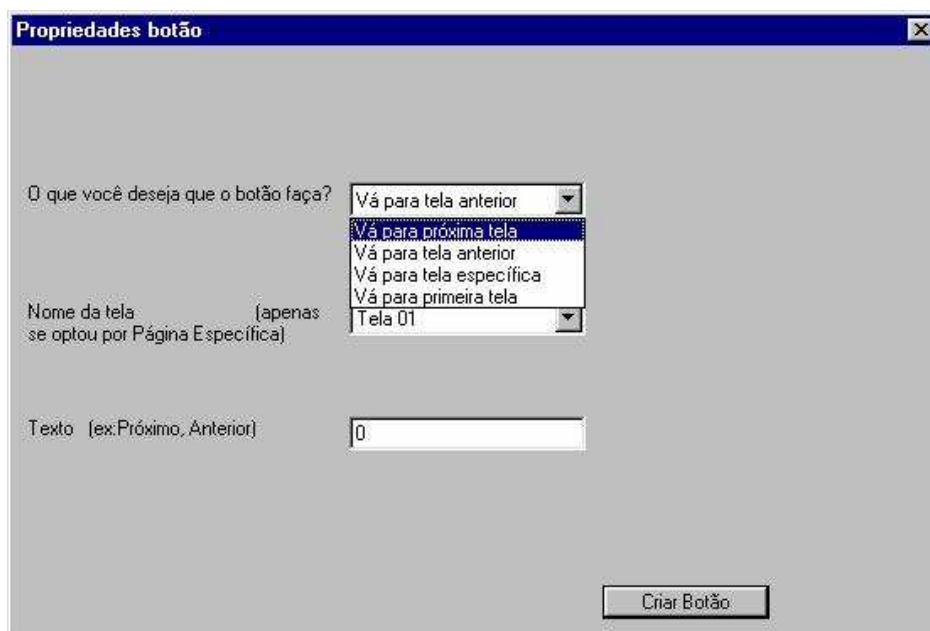 Propriedades botão
O que você deseja que o botão faça?
Vá para tela anterior
Vá para próxima tela
Vá para tela anterior
Vá para tela específica
Vá para primeira tela
Nome da tela (apenas
se optou por Página Específica)
Tela 01
Texto (ex:Próximo, Anterior)
0
Criar Botão